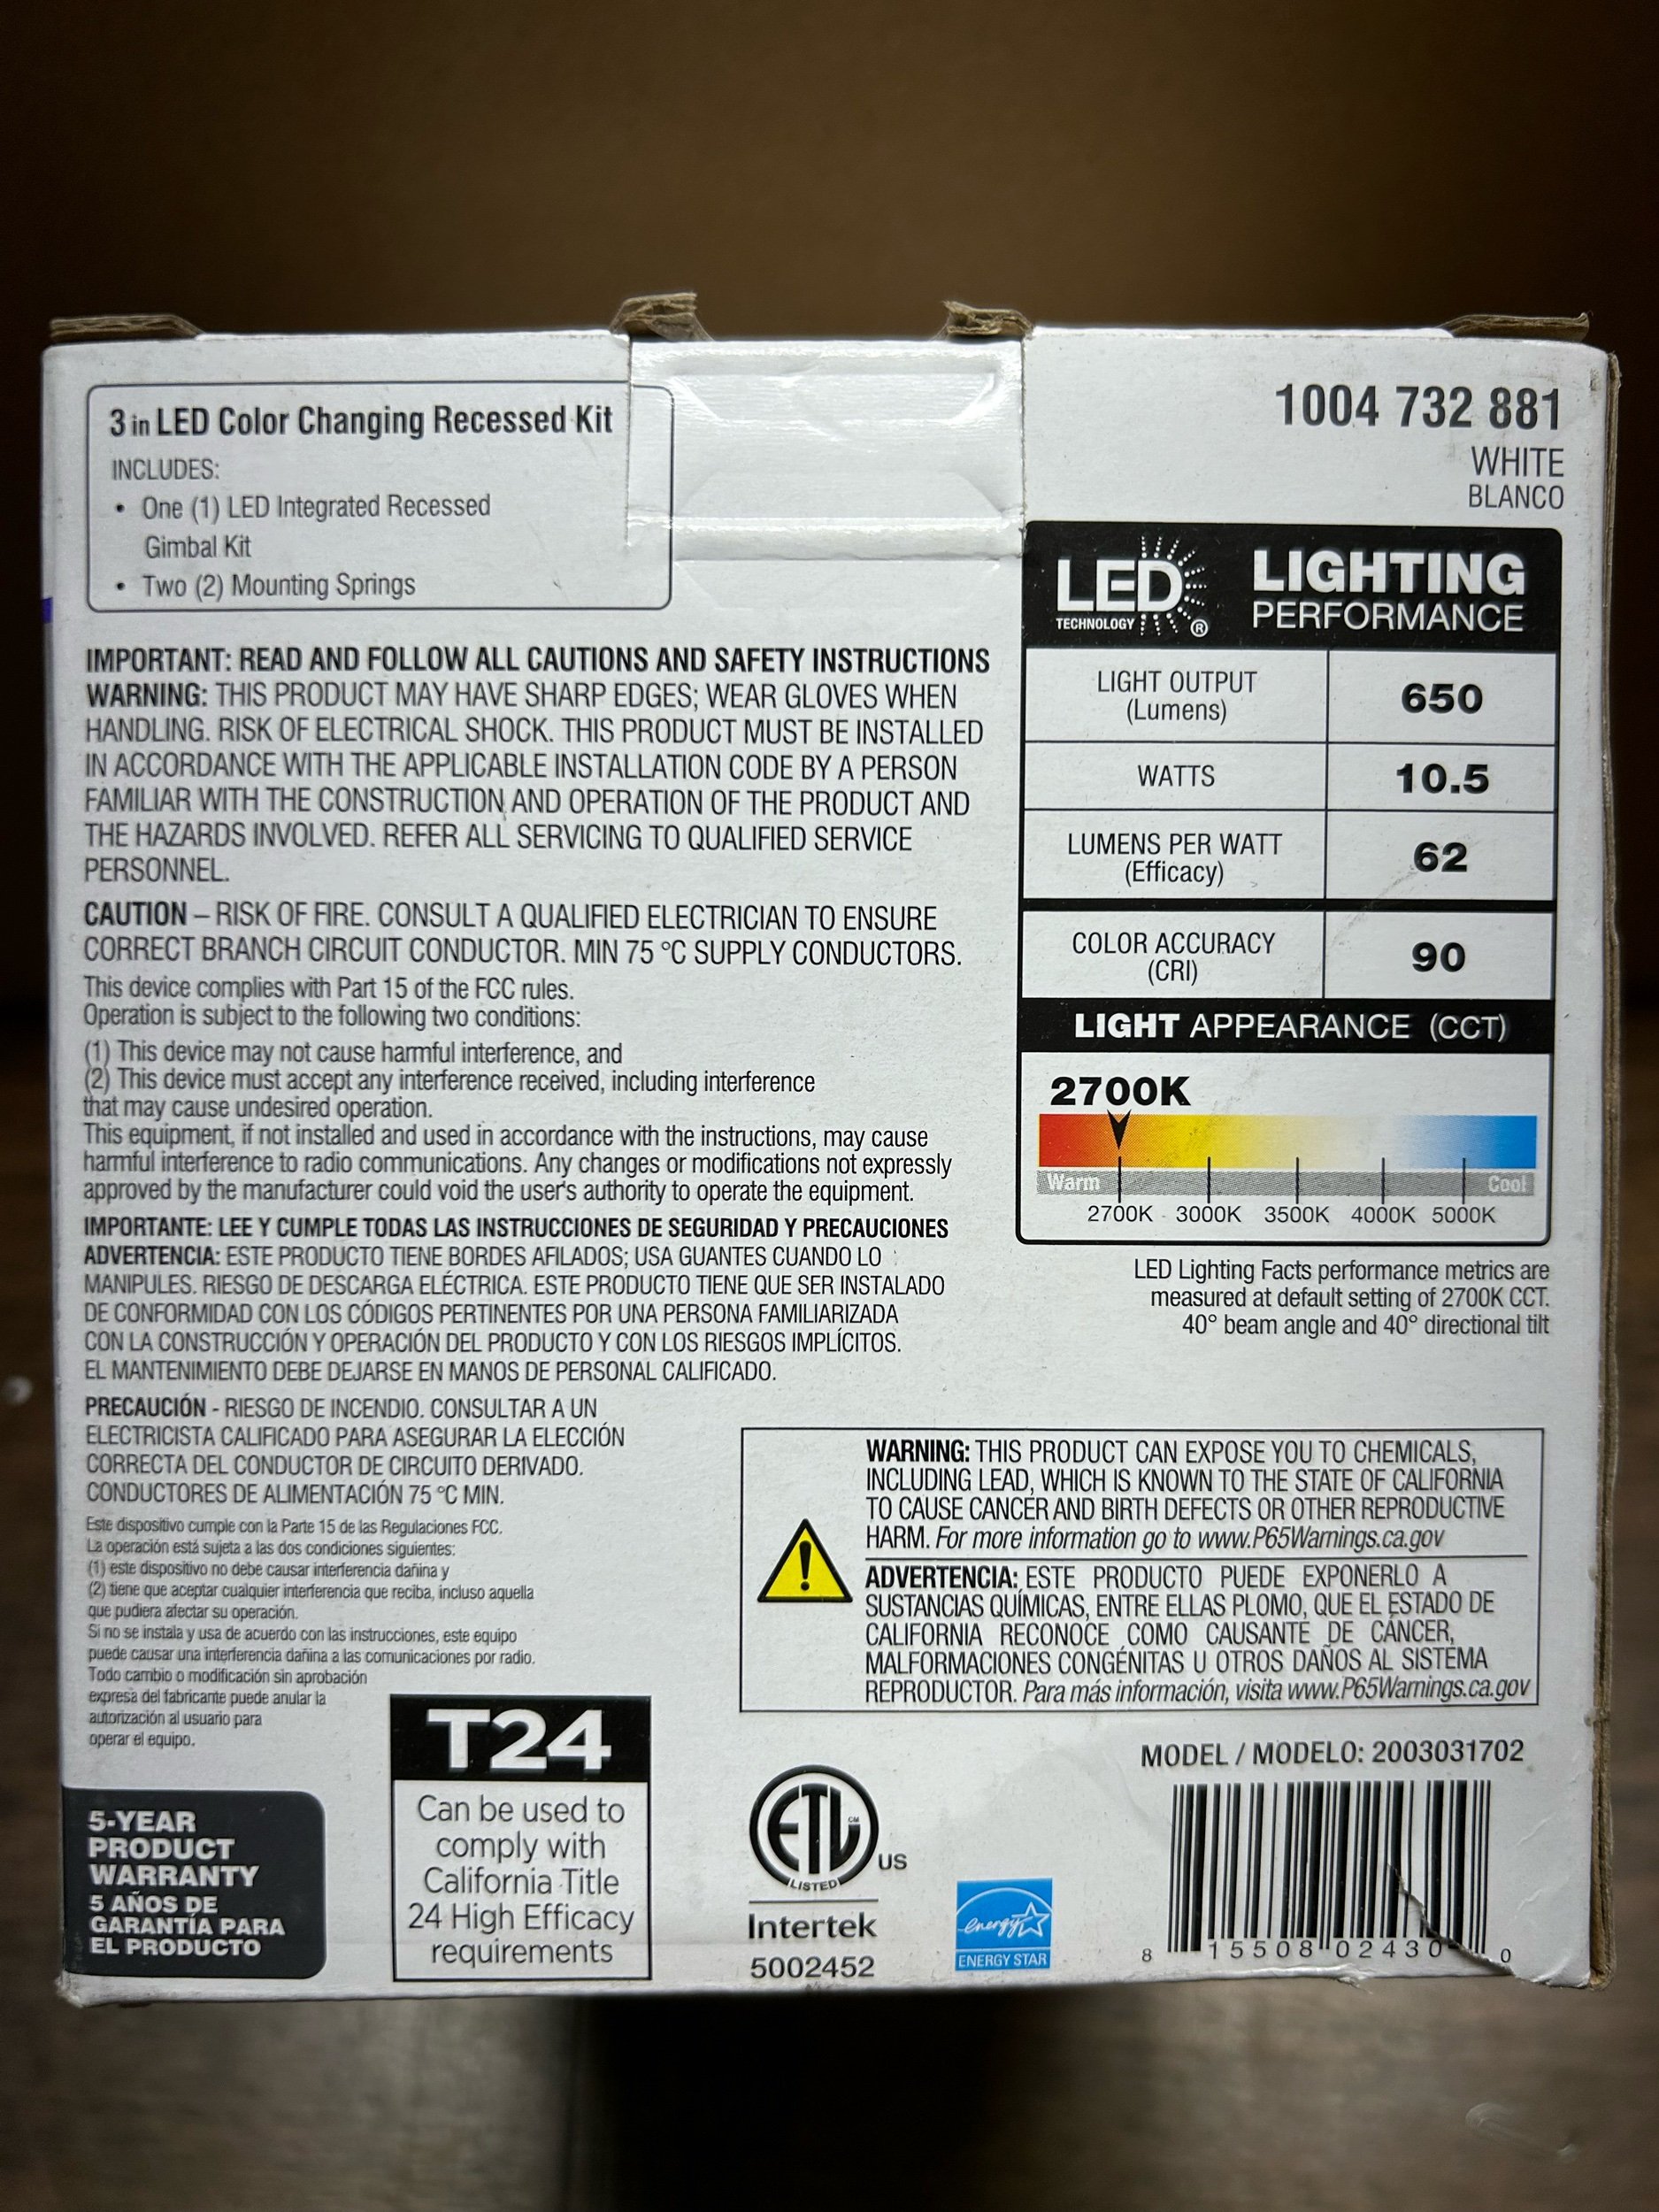 3 in LED Color Changing Recessed Kit
INCLUDES:
• One (1) LED Integrated Recessed
Gimbal Kit
• Two (2) Mounting Springs
IMPORTANT: READ AND FOLLOW ALL CAUTIONS AND SAFETY INSTRUCTIONS
WARNING: THIS PRODUCT MAY HAVE SHARP EDGES; WEAR GLOVES WHEN
HANDLING. RISK OF ELECTRICAL SHOCK. THIS PRODUCT MUST BE INSTALLED
IN ACCORDANCE WITH THE APPLICABLE INSTALLATION CODE BY A PERSON
FAMILIAR WITH THE CONSTRUCTION AND OPERATION OF THE PRODUCT AND
THE HAZARDS INVOLVED. REFER ALL SERVICING TO QUALIFIED SERVICE
PERSONNEL.
CAUTION – RISK OF FIRE. CONSULT A QUALIFIED ELECTRICIAN TO ENSURE
CORRECT BRANCH CIRCUIT CONDUCTOR. MIN 75 °C SUPPLY CONDUCTORS.
This device complies with Part 15 of the FCC rules.
Operation is subject to the following two conditions:
(1) This device may not cause harmful interference, and
(2) This device must accept any interference received, including interference
that may cause undesired operation.
This equipment, if not installed and used in accordance with the instructions, may cause
harmful interference to radio communications. Any changes or modifications not expressly
approved by the manufacturer could void the user's authority to operate the equipment.
IMPORTANTE: LEE Y CUMPLE TODAS LAS INSTRUCCIONES DE SEGURIDAD Y PRECAUCIONES
ADVERTENCIA: ESTE PRODUCTO TIENE BORDES AFILADOS; USA GUANTES CUANDO LO
MANIPULES. RIESGO DE DESCARGA ELÉCTRICA. ESTE PRODUCTO TIENE QUE SER INSTALADO
DE CONFORMIDAD CON LOS CÓDIGOS PERTINENTES POR UNA PERSONA FAMILIARIZADA
CON LA CONSTRUCCIÓN Y OPERACIÓN DEL PRODUCTO Y CON LOS RIESGOS IMPLÍCITOS.
EL MANTENIMIENTO DEBE DEJARSE EN MANOS DE PERSONAL CALIFICADO.
PRECAUCIÓN - RIESGO DE INCENDIO. CONSULTAR A UN
ELECTRICISTA CALIFICADO PARA ASEGURAR LA ELECCIÓN
CORRECTA DEL CONDUCTOR DE CIRCUITO DERIVADO.
CONDUCTORES DE ALIMENTACIÓN 75 °C MIN.
Este dispositivo cumple con la Parte 15 de las Regulaciones FCC.
La operación está sujeta a las dos condiciones siguientes:
(1) este dispositivo no debe causar interferencia dañina y
(2) tiene que aceptar cualquier interferencia que reciba, incluso aquella
que pudiera afectar su operación.
Si no se instala y usa de acuerdo con las instrucciones, este equipo
puede causar una interferencia dañina a las comunicaciones por radio.
Todo cambio o modificación sin aprobación
expresa del fabricante puede anular la
autorización al usuario para
operar el equipo.
5-YEAR
PRODUCT
WARRANTY
5 AÑOS DE
GARANTÍA PARA
EL PRODUCTO
T24
Can be used to
comply with
California Title
24 High Efficacy
requirements
1004 732 881
WHITE
BLANCO
LED TECHNOLOGY ®
LIGHTING
PERFORMANCE
LIGHT OUTPUT
(Lumens)
650
WATTS
10.5
LUMENS PER WATT
(Efficacy)
62
COLOR ACCURACY
(CRI)
90
LIGHT APPEARANCE (CCT)
2700K
Warm Cool
2700K 3000K 3500K 4000K 5000K
LED Lighting Facts performance metrics are
measured at default setting of 2700K CCT.
40° beam angle and 40° directional tilt
WARNING: THIS PRODUCT CAN EXPOSE YOU TO CHEMICALS,
INCLUDING LEAD, WHICH IS KNOWN TO THE STATE OF CALIFORNIA
TO CAUSE CANCER AND BIRTH DEFECTS OR OTHER REPRODUCTIVE
HARM. For more information go to www.P65Warnings.ca.gov
ADVERTENCIA: ESTE PRODUCTO PUEDE EXPONERLO A
SUSTANCIAS QUÍMICAS, ENTRE ELLAS PLOMO, QUE EL ESTADO DE
CALIFORNIA RECONOCE COMO CAUSANTE DE CÁNCER,
MALFORMACIONES CONGÉNITAS U OTROS DAÑOS AL SISTEMA
REPRODUCTOR. Para más información, visita www.P65Warnings.ca.gov
ETL CM
LISTED
US
Intertek
5002452
energy
ENERGY STAR
MODEL / MODELO: 2003031702
8 15508 02430 0